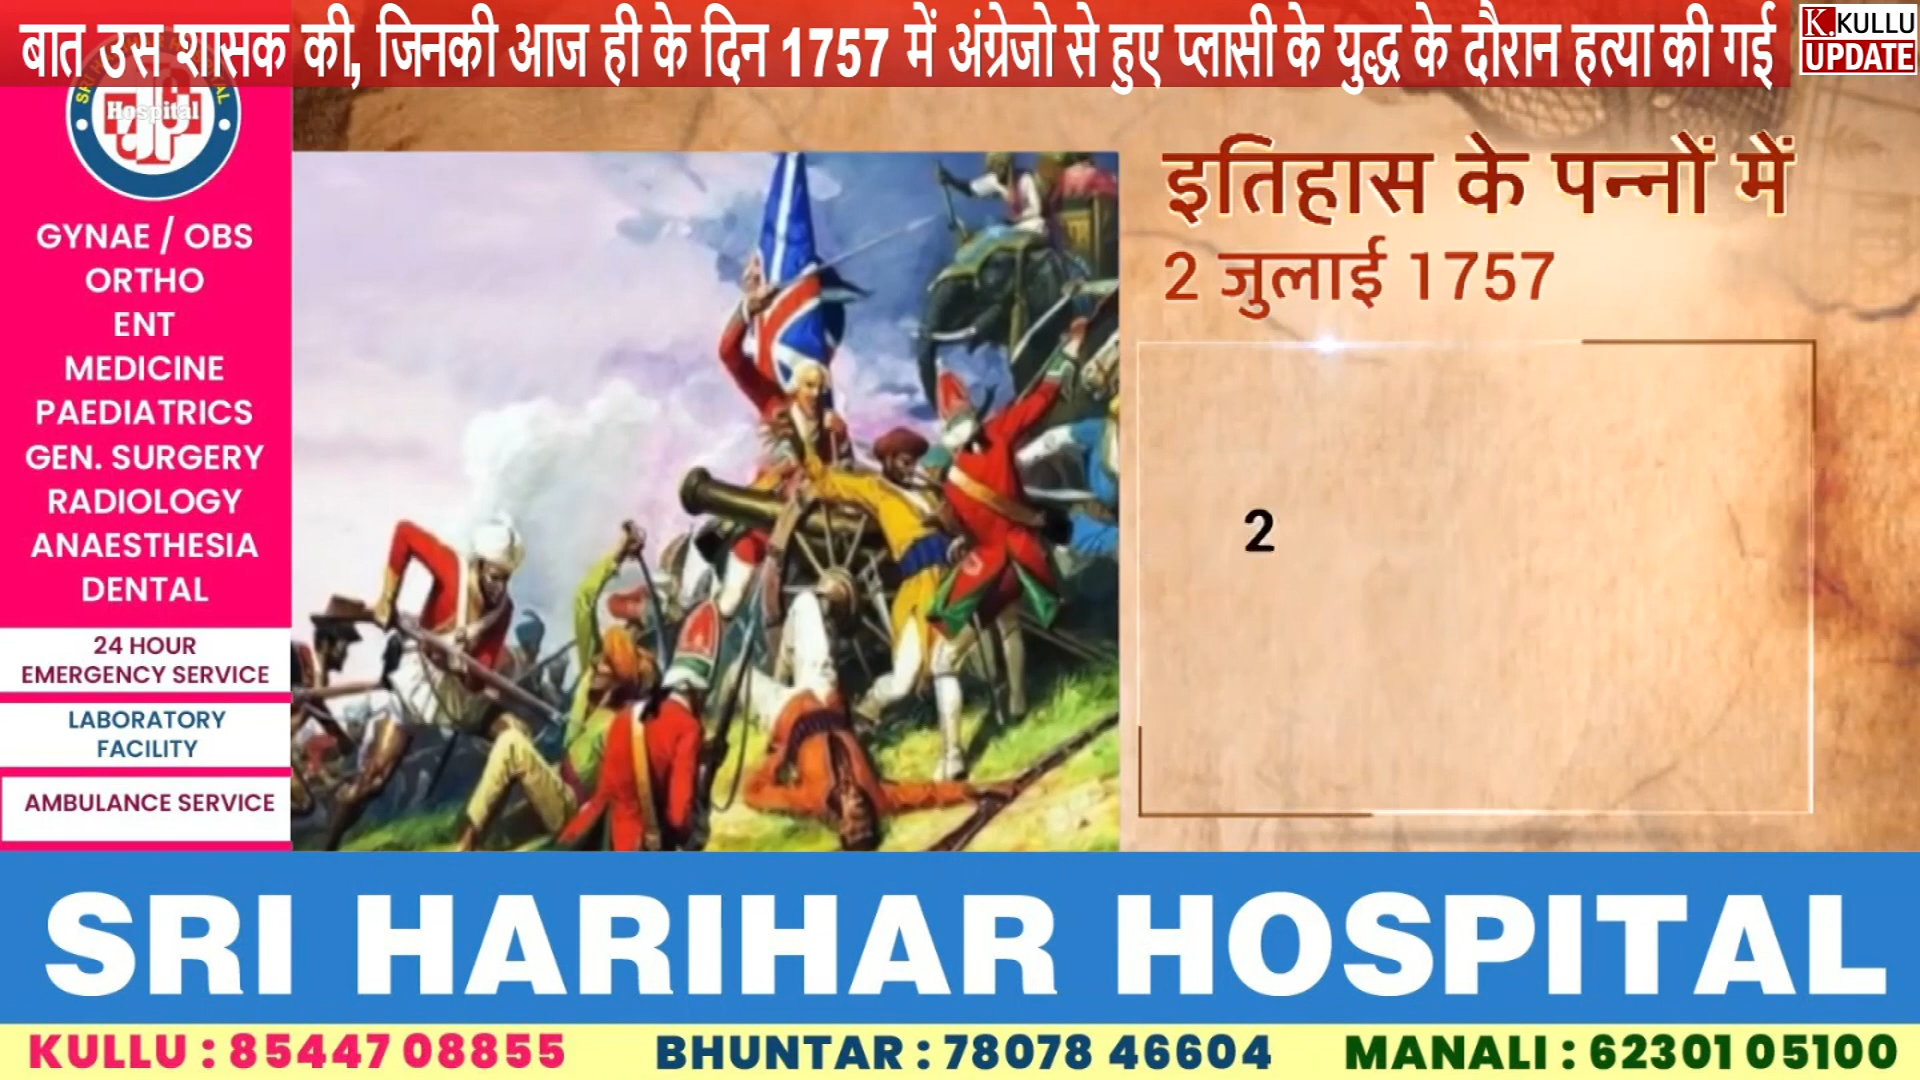 बात उस शासक की, जिनकी आज ही के दिन 1757 में अंग्रेजो से हुए प्लासी के युद्ध के दौरान हत्या की गई
K.KULLU
UPDATE
Hospital
GYNAE / OBS
ORTHO
ENT
MEDICINE
PAEDIATRICS
GEN. SURGERY
RADIOLOGY
ANAESTHESIA
DENTAL
24 HOUR
EMERGENCY SERVICE
LABORATORY
FACILITY
AMBULANCE SERVICE
इतिहास के पन्नों में
2 जुलाई 1757
2
SRI HARIHAR HOSPITAL
KULLU : 85447 08855 BHUNTAR : 78078 46604 MANALI : 62301 05100